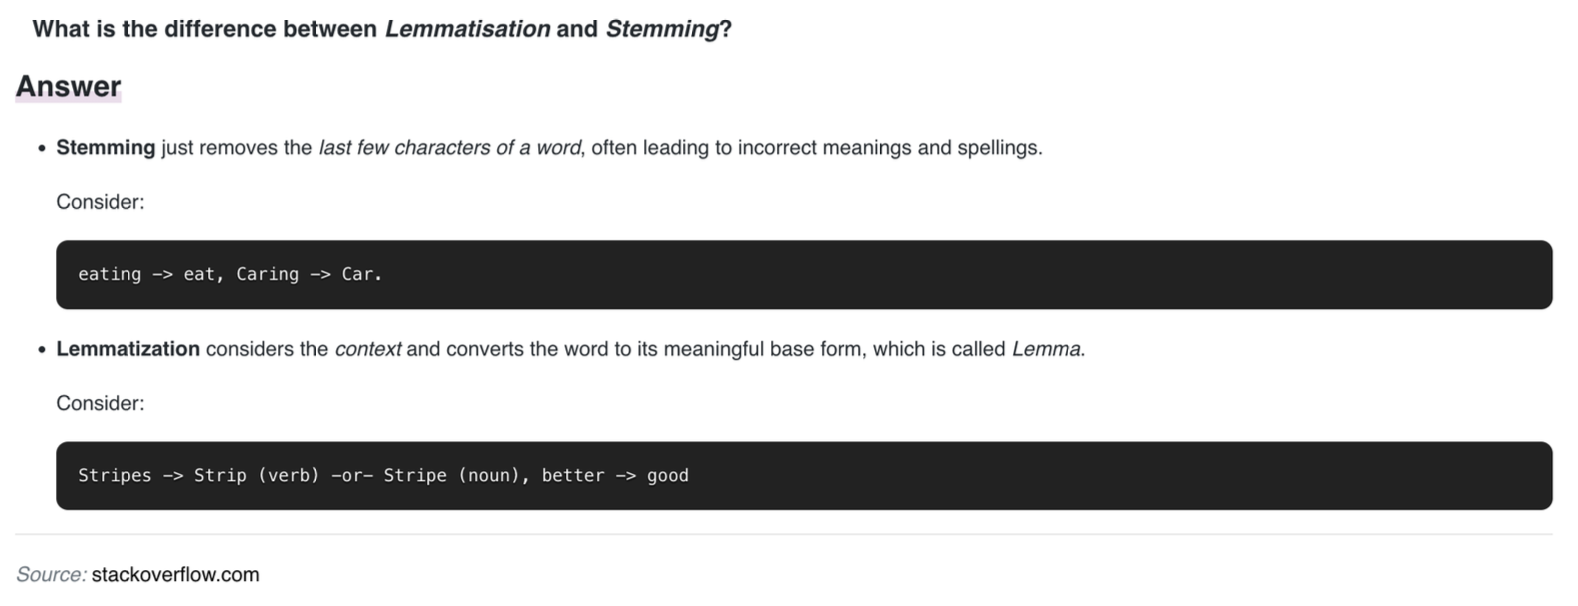 What is the difference between Lemmatisation and Stemming?
Answer
• Stemming just removes the last few characters of a word, often leading to incorrect meanings and spellings.
Consider:
eating -> eat, Caring -> Car.
• Lemmatization considers the context and converts the word to its meaningful base form, which is called Lemma.
Consider:
Stripes -> Strip (verb) -or- Stripe (noun), better -> good
Source: stackoverflow.com